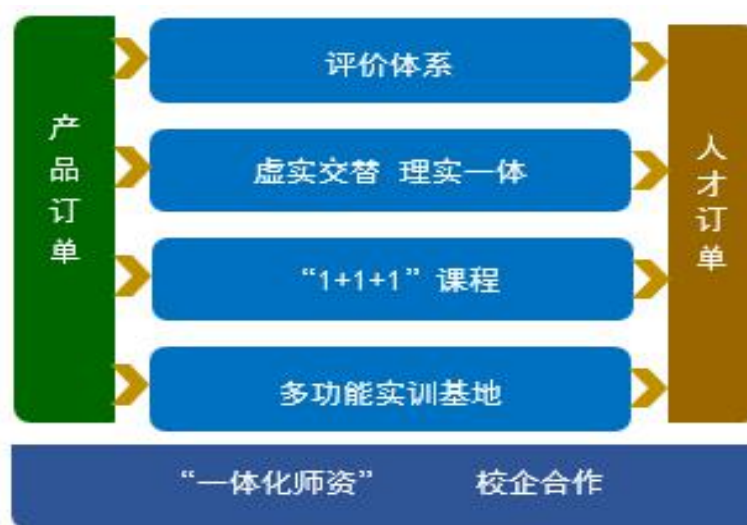 产品订单
评价体系
虚实交替 理实一体
“1+1+1”课程
多功能实训基地
人才订单
“一体化师资” 校企合作